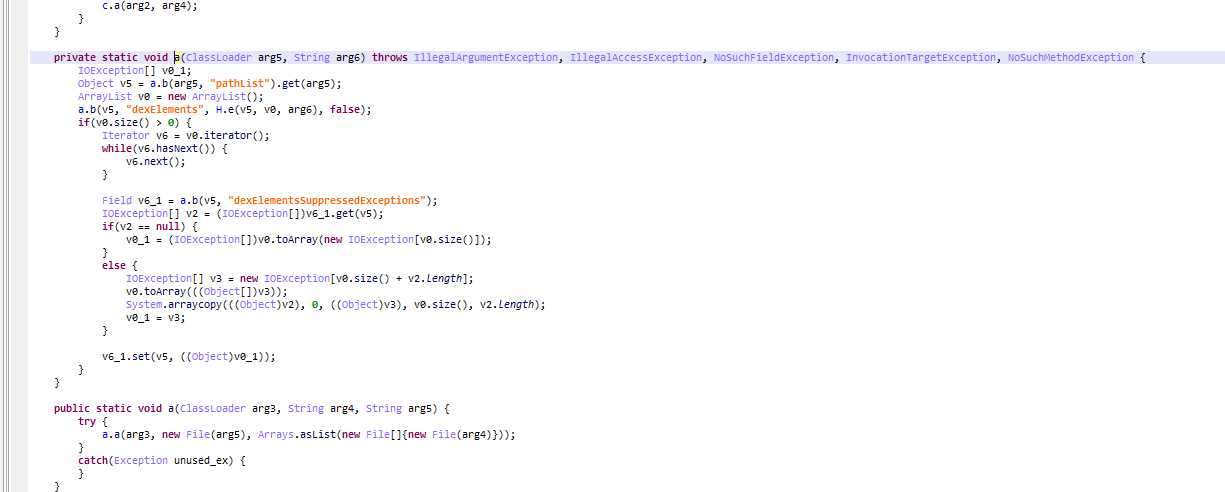 c.a(arg2, arg4);
}
}
private static void a(ClassLoader arg5, String arg6) throws IllegalArgumentException, IllegalAccessException, NoSuchFieldException, InvocationTargetException, NoSuchMethodException {
IOException[] v0_1;
Object v5 = a.b(arg5, "pathList").get(arg5);
ArrayList v0 = new ArrayList();
a.b(v5, "dexElements", H.e(v5, v0, arg6), false);
if(v0.size() > 0) {
Iterator v6 = v0.iterator();
while(v6.hasNext()) {
v6.next();
}
Field v6_1 = a.b(v5, "dexElementsSuppressedExceptions");
IOException[] v2 = (IOException[])v6_1.get(v5);
if(v2 == null) {
v0_1 = (IOException[])v0.toArray(new IOException[v0.size()]);
}
else {
IOException[] v3 = new IOException[v0.size() + v2.length];
v0.toArray(((Object[])v3));
System.arraycopy(((Object)v2), 0, ((Object)v3), v0.size(), v2.length);
v0_1 = v3;
}
v6_1.set(v5, ((Object)v0_1));
}
}
public static void a(ClassLoader arg3, String arg4, String arg5) {
try {
a.a(arg3, new File(arg5), Arrays.asList(new File[]{new File(arg4)}));
}
catch(Exception unused_ex) {
}
}